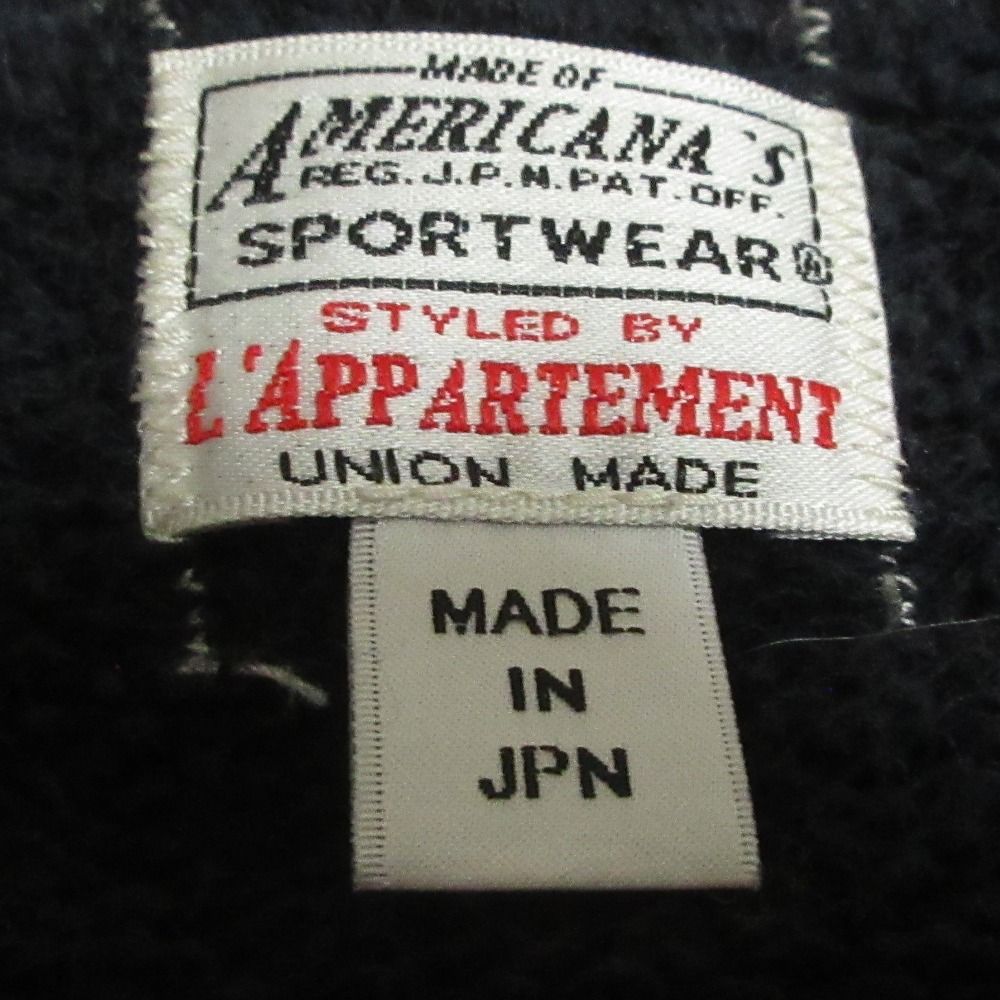 MADE OF
AMERICANA'S
REG.J.P.N.PAT.OFF.
SPORTWEAR®
STYLED BY
L'APPARTEMENT
UNION MADE
MADE
IN
JPN